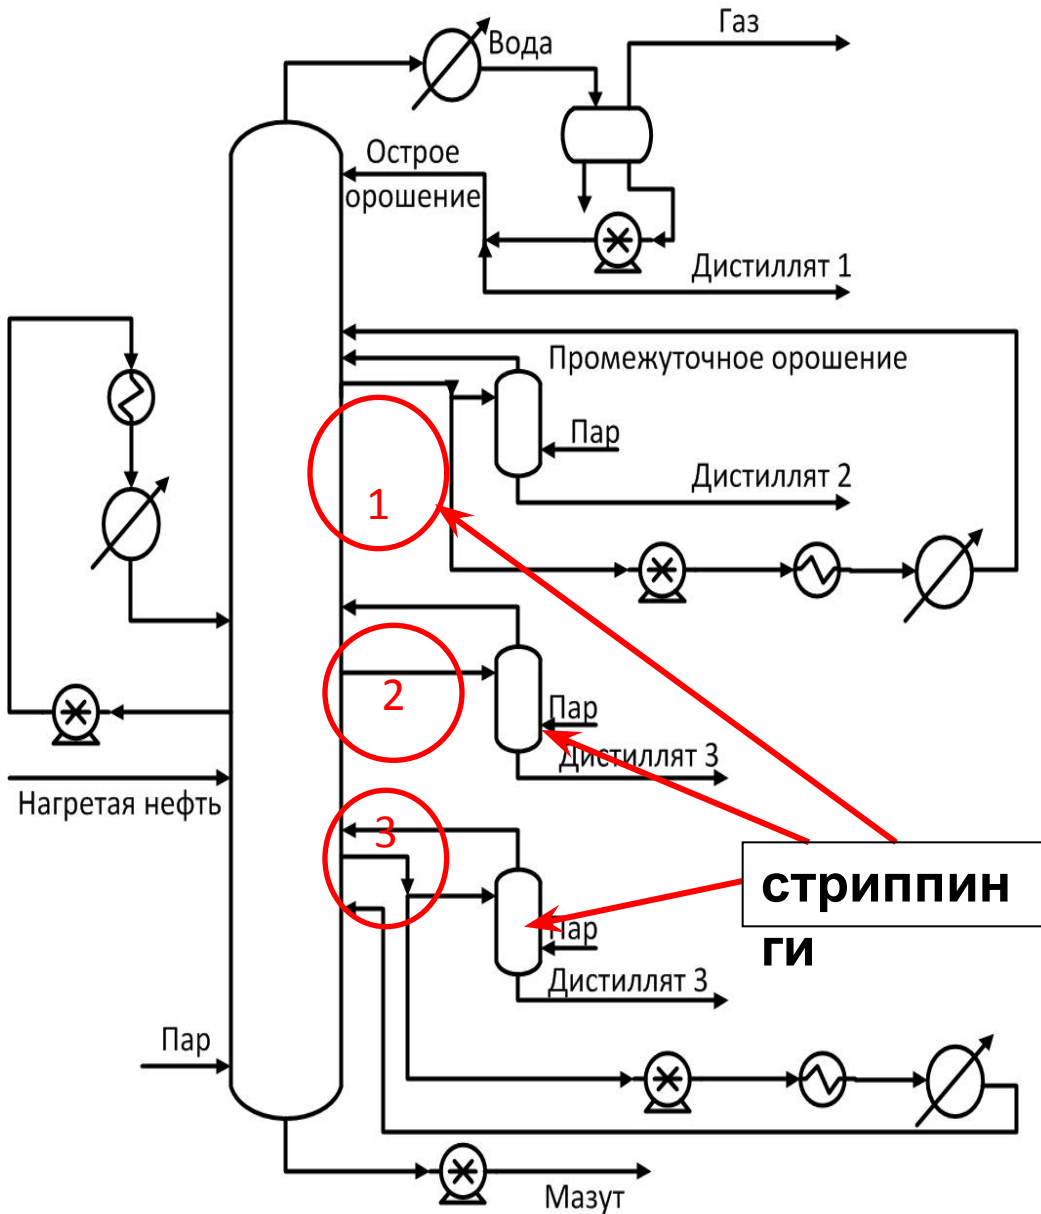 Газ
Вода
Острое
орошение
Дистиллят 1
Промежуточное орошение
Пар
Дистиллят 2
1
2
Пар
Дистиллят 3
Нагретая нефть
3
стриппин
ги
Пар
Дистиллят 3
Пар
Мазут